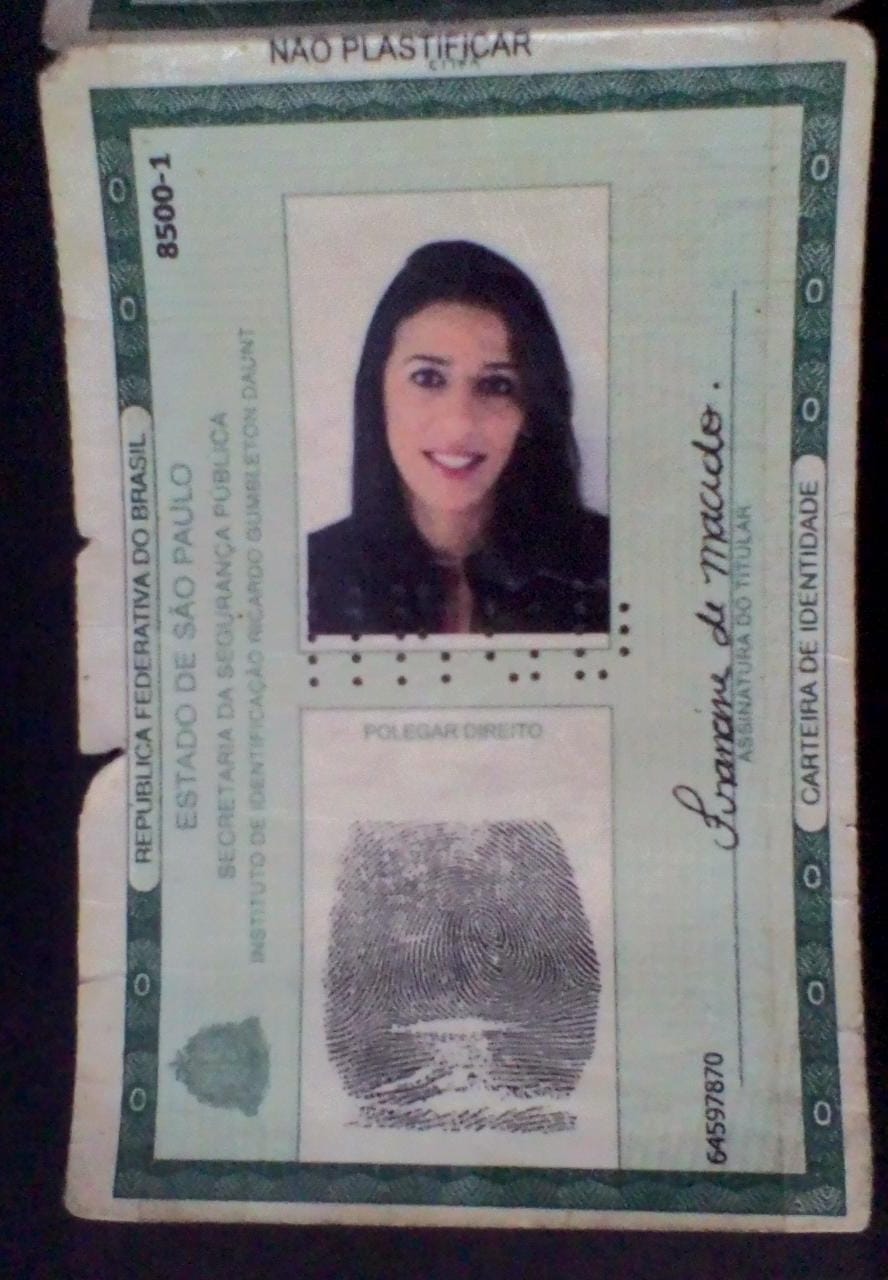 NÃO PLASTIFICAR
8500-1
REPÚBLICA FEDERATIVA DO BRASIL
ESTADO DE SÃO PAULO
SECRETARIA DA SEGURANÇA PÚBLICA
INSTITUTO DE IDENTIFICAÇÃO RICARDO GUMBLETON DAUNT
POLEGAR DIREITO
de macedo.
ASSINATURA DO TITULAR
64597870
CARTEIRA DE IDENTIDADE